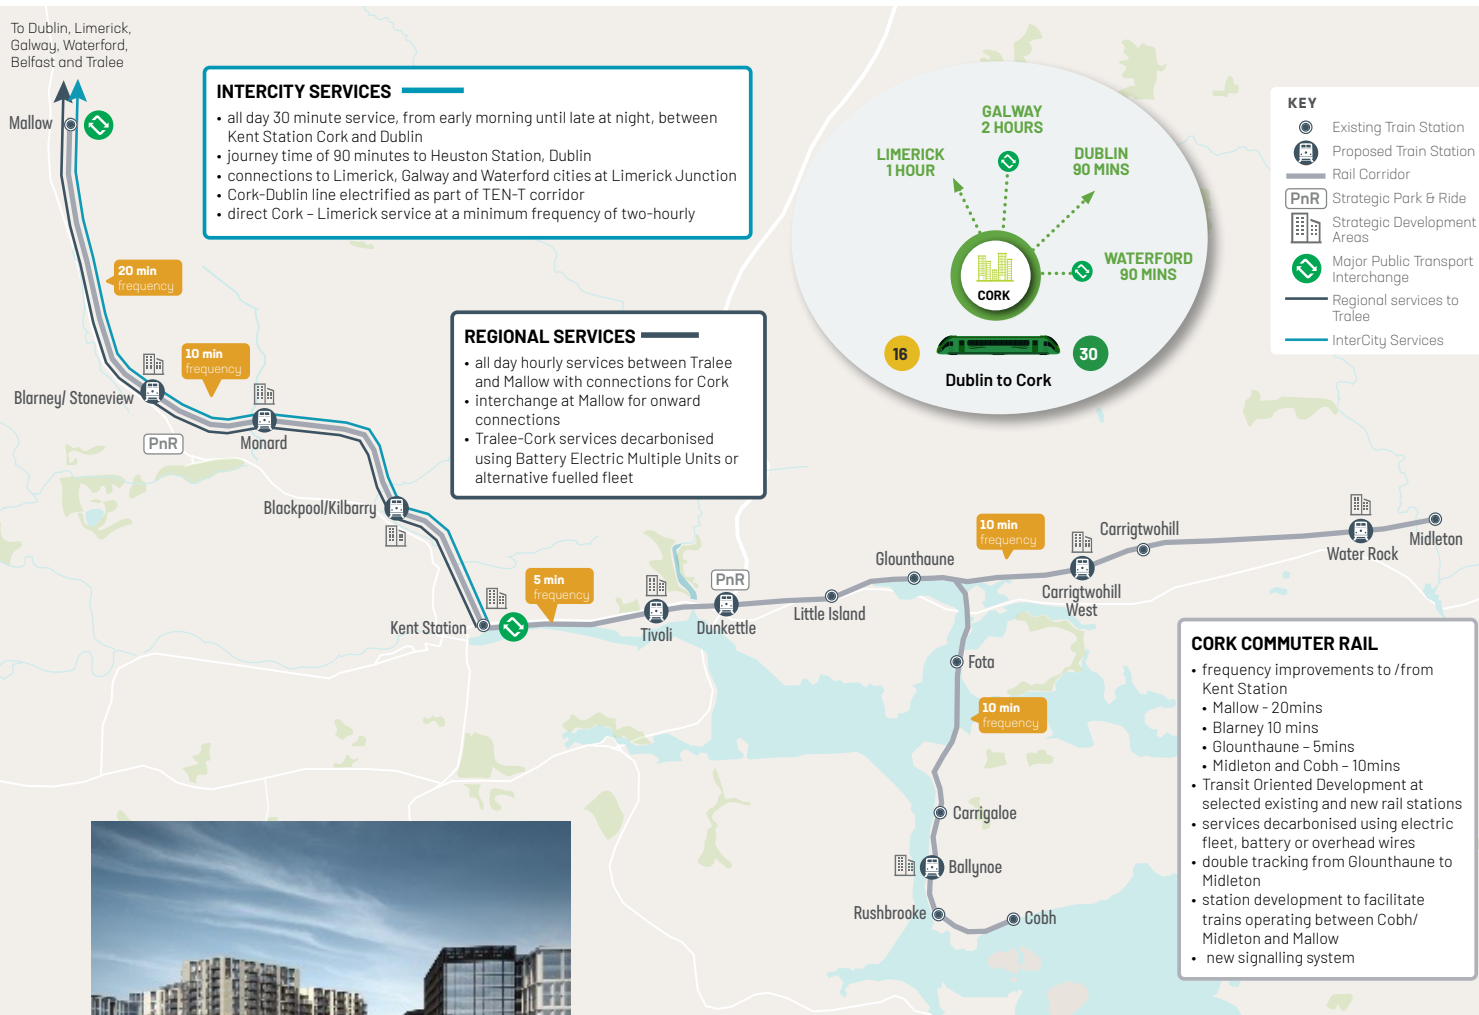 To Dublin, Limerick,
Galway, Waterford,
Belfast and Tralee
Mallow
INTERCITY SERVICES
• all day 30 minute service, from early morning until late at night, between
Kent Station Cork and Dublin
• journey time of 90 minutes to Heuston Station, Dublin
• connections to Limerick, Galway and Waterford cities at Limerick Junction
• Cork-Dublin line electrified as part of TEN-T corridor
• direct Cork – Limerick service at a minimum frequency of two-hourly
GALWAY
2 HOURS
LIMERICK
1 HOUR
DUBLIN
90 MINS
WATERFORD
90 MINS
CORK
16
30
Dublin to Cork
KEY
Existing Train Station
Proposed Train Station
Rail Corridor
PnR Strategic Park & Ride
Strategic Development
Areas
Major Public Transport
Interchange
Regional services to
Tralee
InterCity Services
20 min
frequency
10 min
frequency
Blarney/ Stoneview
PnR
Monard
REGIONAL SERVICES
• all day hourly services between Tralee
and Mallow with connections for Cork
• interchange at Mallow for onward
connections
• Tralee-Cork services decarbonised
using Battery Electric Multiple Units or
alternative fuelled fleet
Blackpool/Kilbarry
Kent Station
5 min
frequency
Tivoli
PnR
Dunkettle
Little Island
Glounthaune
10 min
frequency
Carrigtwohill
West
Carrigtwohill
Water Rock
Midleton
Fota
10 min
frequency
Carrigaloe
Ballynoe
Rushbrooke
Cobh
CORK COMMUTER RAIL
• frequency improvements to /from
Kent Station
• Mallow - 20mins
• Blarney 10 mins
• Glounthaune – 5mins
• Midleton and Cobh – 10mins
• Transit Oriented Development at
selected existing and new rail stations
• services decarbonised using electric
fleet, battery or overhead wires
• double tracking from Glounthaune to
Midleton
• station development to facilitate
trains operating between Cobh/
Midleton and Mallow
• new signalling system